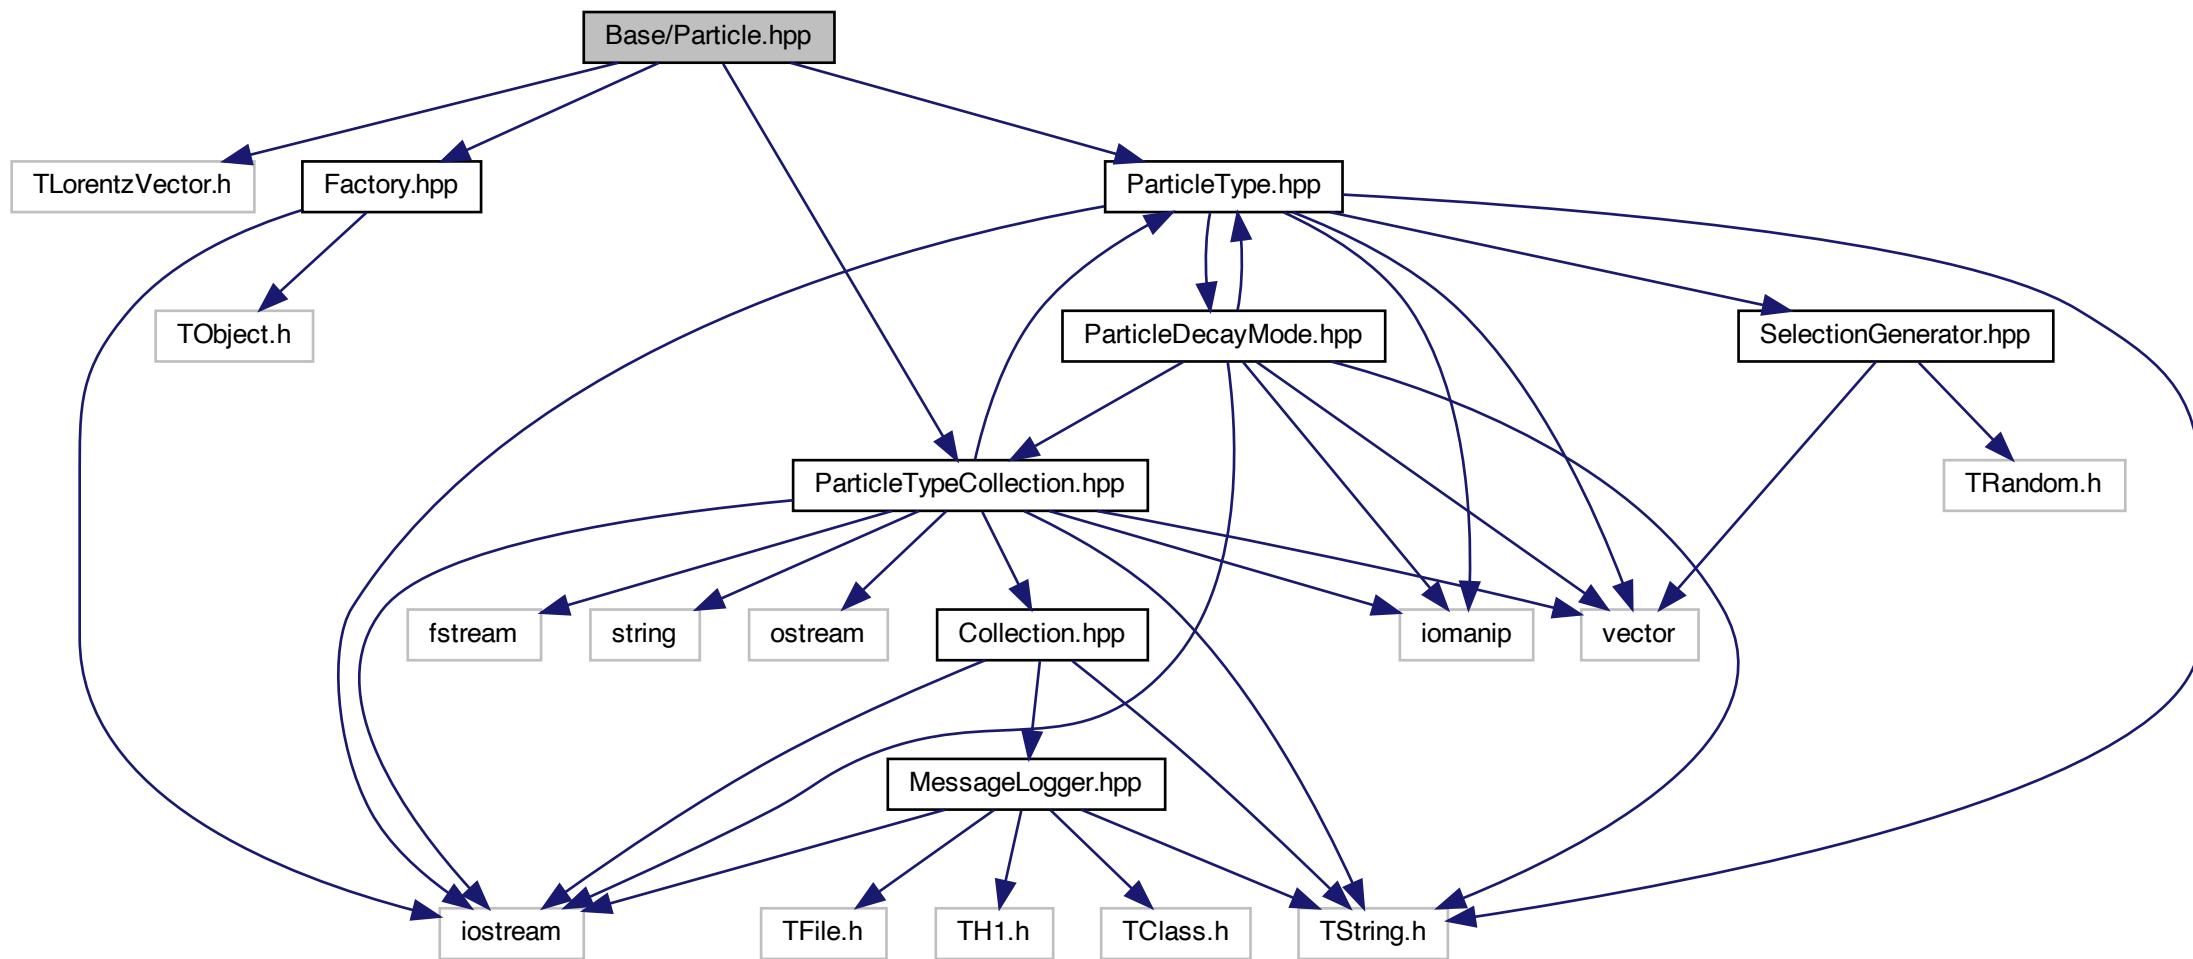 Base/Particle.hpp
TLorentzVector.h
Factory.hpp
ParticleType.hpp
TObject.h
ParticleDecayMode.hpp
SelectionGenerator.hpp
ParticleTypeCollection.hpp
TRandom.h
fstream
string
ostream
Collection.hpp
iomanip
vector
MessageLogger.hpp
iostream
TFile.h
TH1.h
TClass.h
TString.h